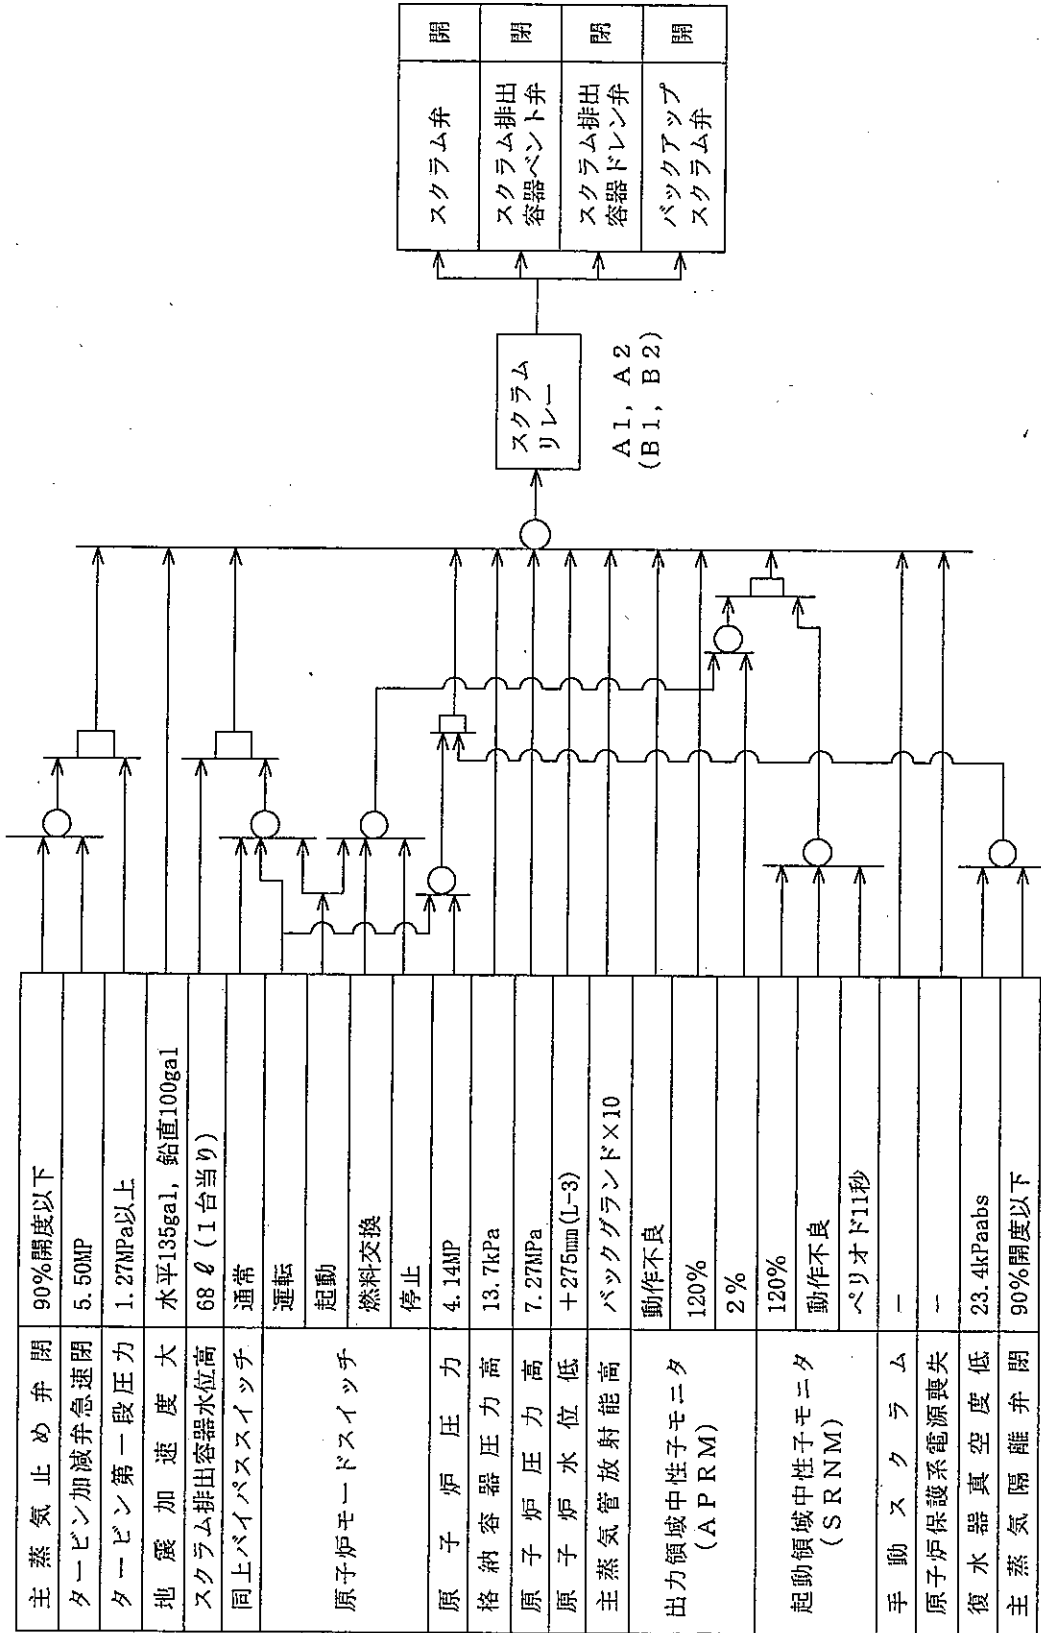 主蒸気止め弁閉 90%開度以下
タービン加減弁急速閉 5.50MP
タービン第一段圧力 1.27MPa以上
地震加速度大 水平135gal, 鉛直100gal
スクラム排出容器水位高 68ℓ(1台当り)
同上バイパススイッチ 通常
原子炉モードスイッチ
運転
起動
燃料交換
停止
原子炉圧力 4.14MP
格納容器圧力高 13.7kPa
原子炉圧力高 7.27MPa
原子炉水位低 +275mm(L-3)
主蒸気管放射能高 バックグランド×10
出力領域中性子モニタ
(APRM)
動作不良
120%
2%
起動領域中性子モニタ
(SRNM)
120%
動作不良
ペリオド11秒
手動スクラム −
原子炉保護系電源喪失 −
復水器真空度低 23.4kPaabs
主蒸気隔離弁閉 90%開度以下
スクラム
リレー
A1, A2
(B1, B2)
スクラム弁 開
スクラム排出
容器ベント弁 閉
スクラム排出
容器ドレン弁 閉
バックアップ
スクラム弁 開